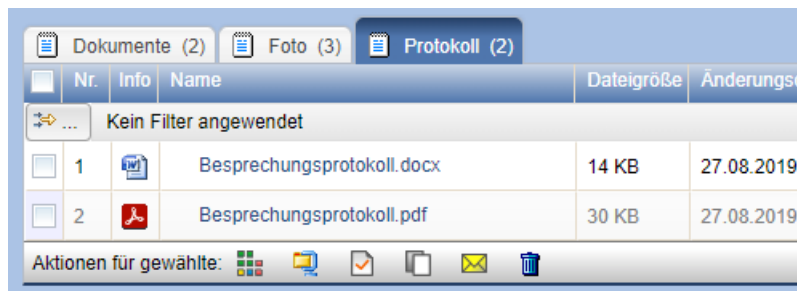 Dokumente (2) Foto (3) Protokoll (2)
Nr. Info Name Dateigröße
... Kein Filter angewendet
1 Besprechungsprotokoll.docx 14 KB 27.08.2019
2 Besprechungsprotokoll.pdf 30 KB 27.08.2019
Aktionen für gewählte: